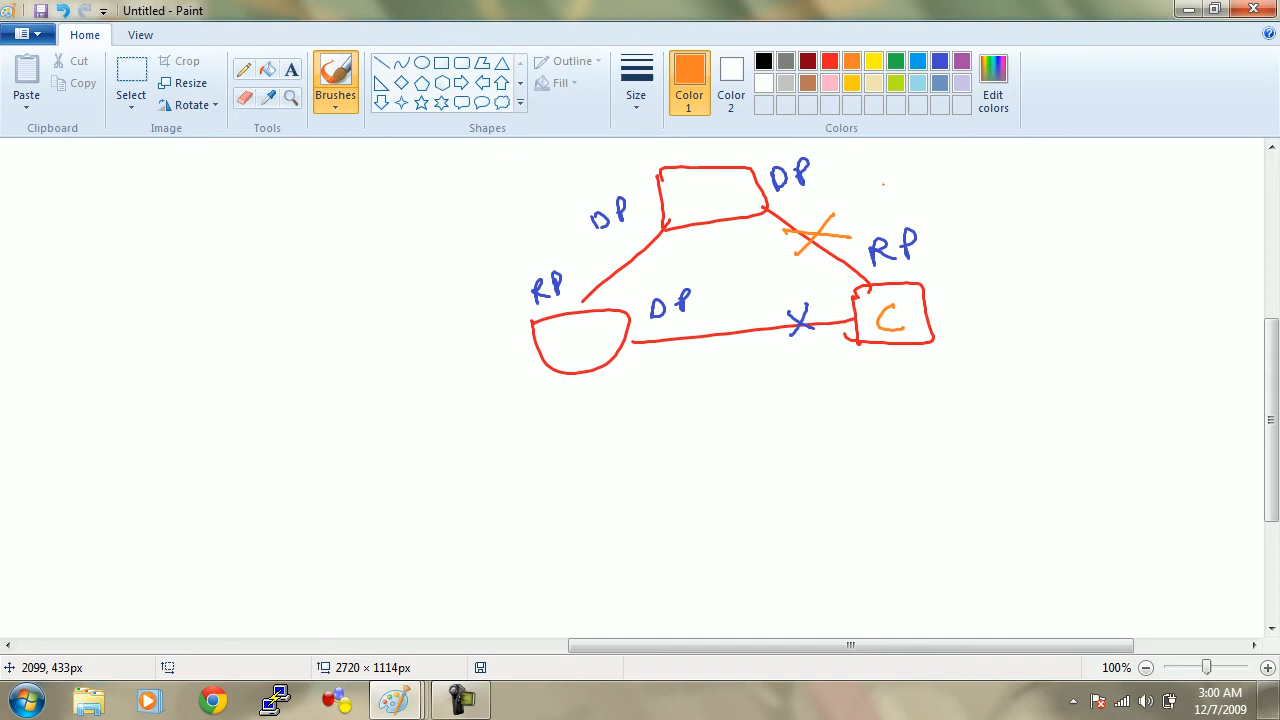 Untitled - Paint
Home View
Paste
Cut
Copy
Clipboard
Select
Crop
Resize
Rotate
Image
A
Tools
Brushes
Shapes
Outline
Fill
Size
Color 1
Color 2
Edit colors
Colors
DP
DP
RP
RP
DP
X
C
2099, 433px
2720 × 1114px
100%
3:00 AM
12/7/2009